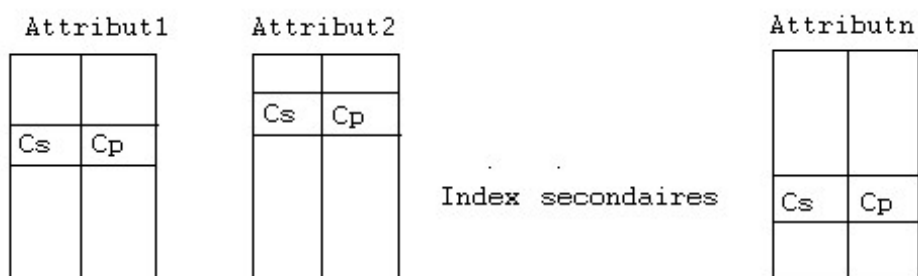 Attribut1 Attribut2 Attributn
Cs Cp
Cs Cp
Index secondaires
Cs Cp